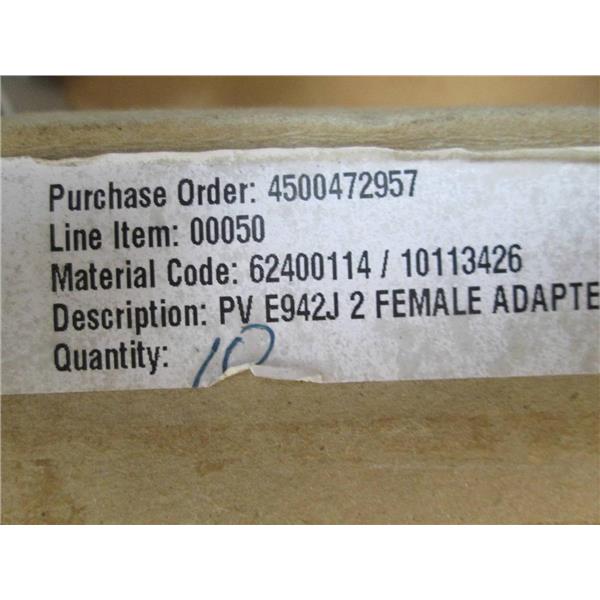 Purchase Order: 4500472957
Line Item: 00050
Material Code: 62400114 / 10113426
Description: PV E942J 2 FEMALE ADAPTE
Quantity: 10